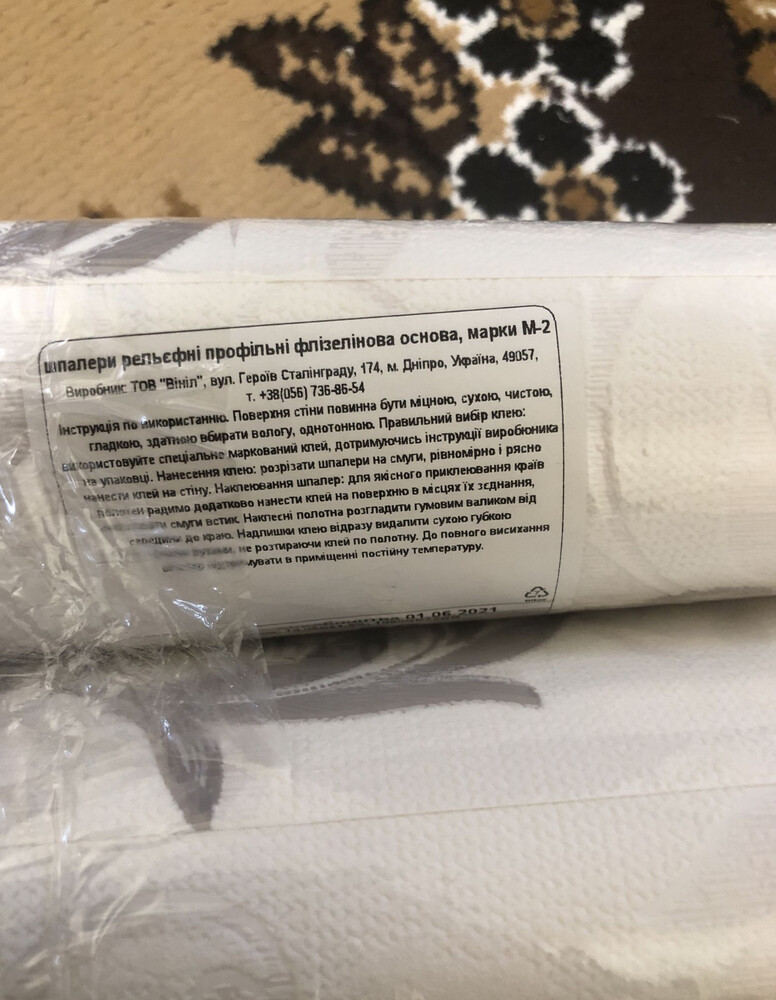 шпалери рельєфні профільні флізелінова основа, марки М-2
Виробник: ТОВ "Вініл", вул. Героїв Сталінграду, 174, м. Дніпро, Україна, 49057,
т. +38(056) 736-86-54
Інструкція по використанню. Поверхня стіни повинна бути міцною, сухою, чистою,
гладкою, здатною вбирати вологу, однотонною. Правильний вибір клею:
використовуйте спеціальне маркований клей, дотримуючись інструкції виробника
на упаковці. Нанесення клею: розрізати шпалери на смуги, рівномірно і рясно
нанести клей на стіну. Наклеювання шпалер: для якісного приклеювання країв
полотен радимо додатково нанести клей на поверхню в місцях їх зєднання,
смуги встик. Наклеєні полотна розгладити гумовим валиком від
середини до краю. Надлишки клею відразу видалити сухою губкою
не розтираючи клей по полотну. До повного висихання
в приміщенні постійну температуру.
01.06.2021